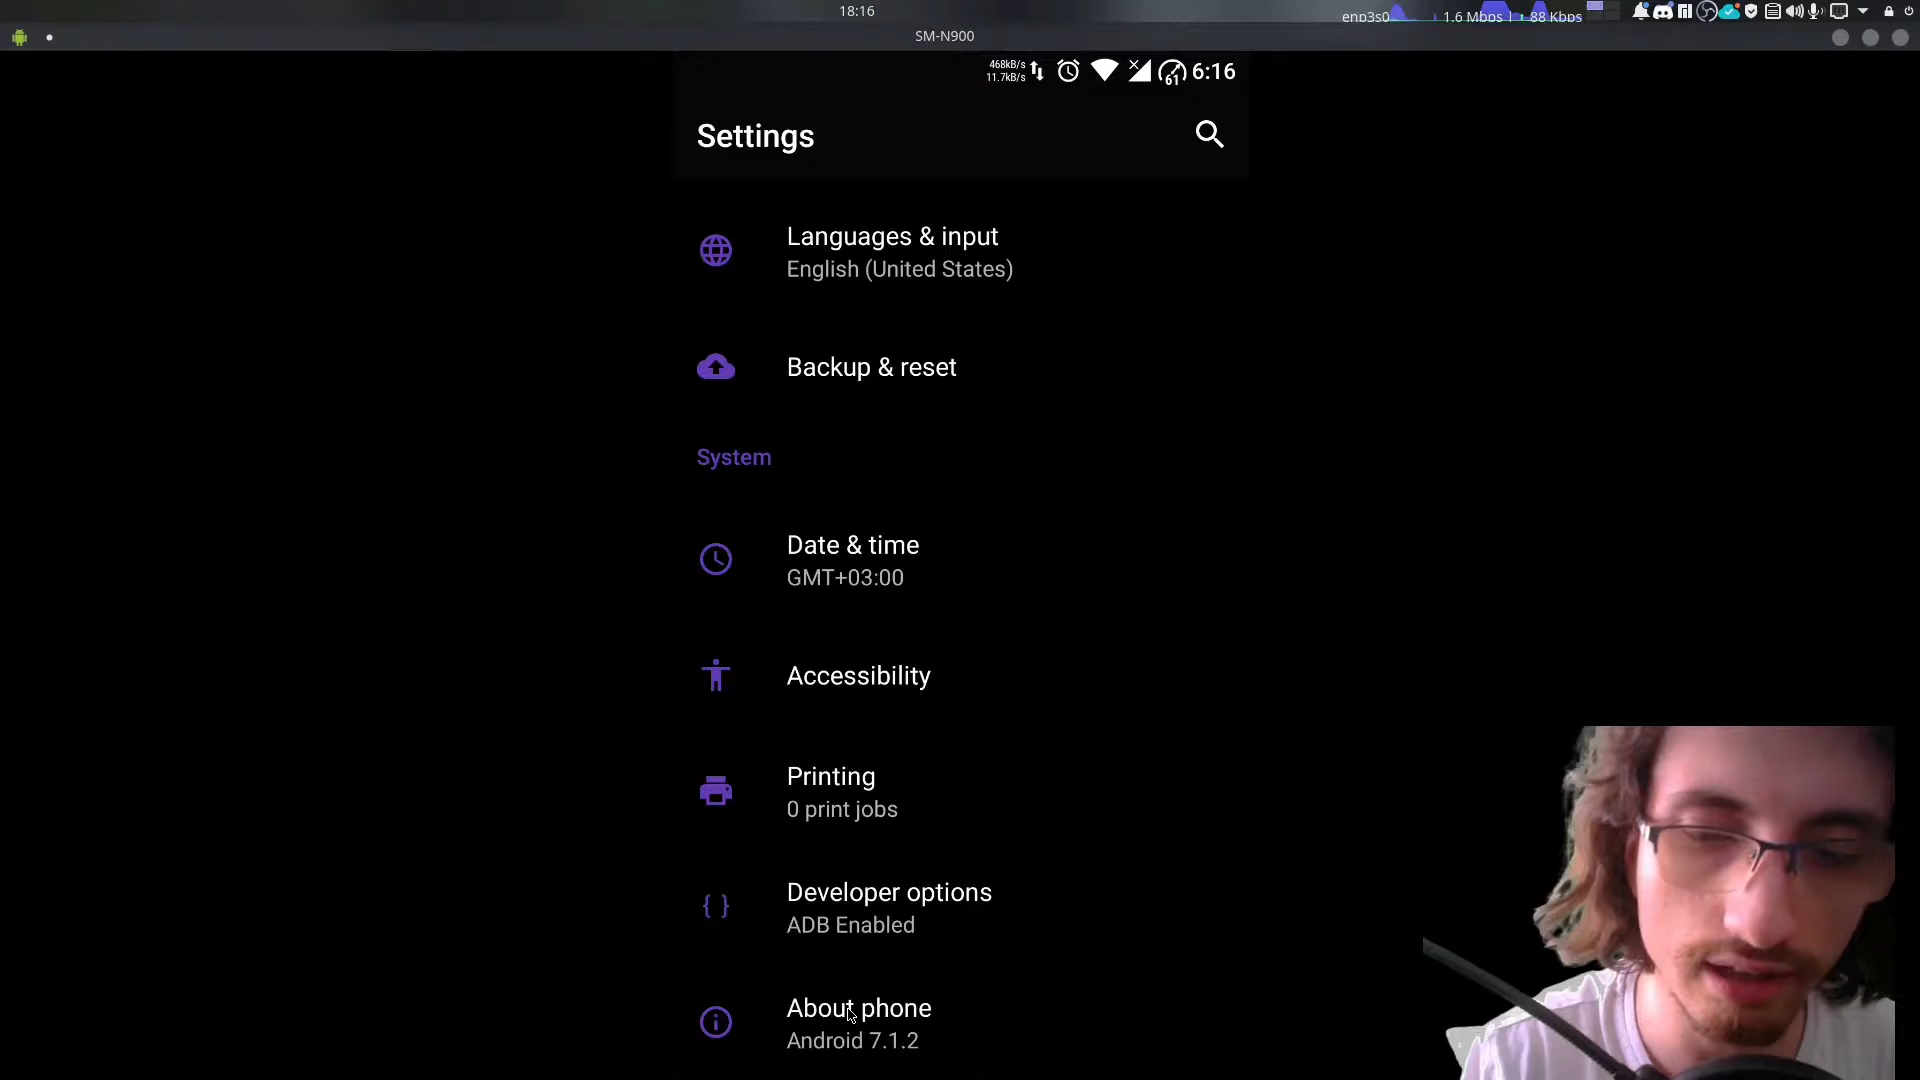 18:16
enp3s0 1.6 Mbps 88 Kbps
SM-N900
468kB/s
11.7kB/s
61 6:16
Settings
Languages & input
English (United States)
Backup & reset
System
Date & time
GMT+03:00
Accessibility
Printing
0 print jobs
{ } Developer options
ADB Enabled
About phone
Android 7.1.2